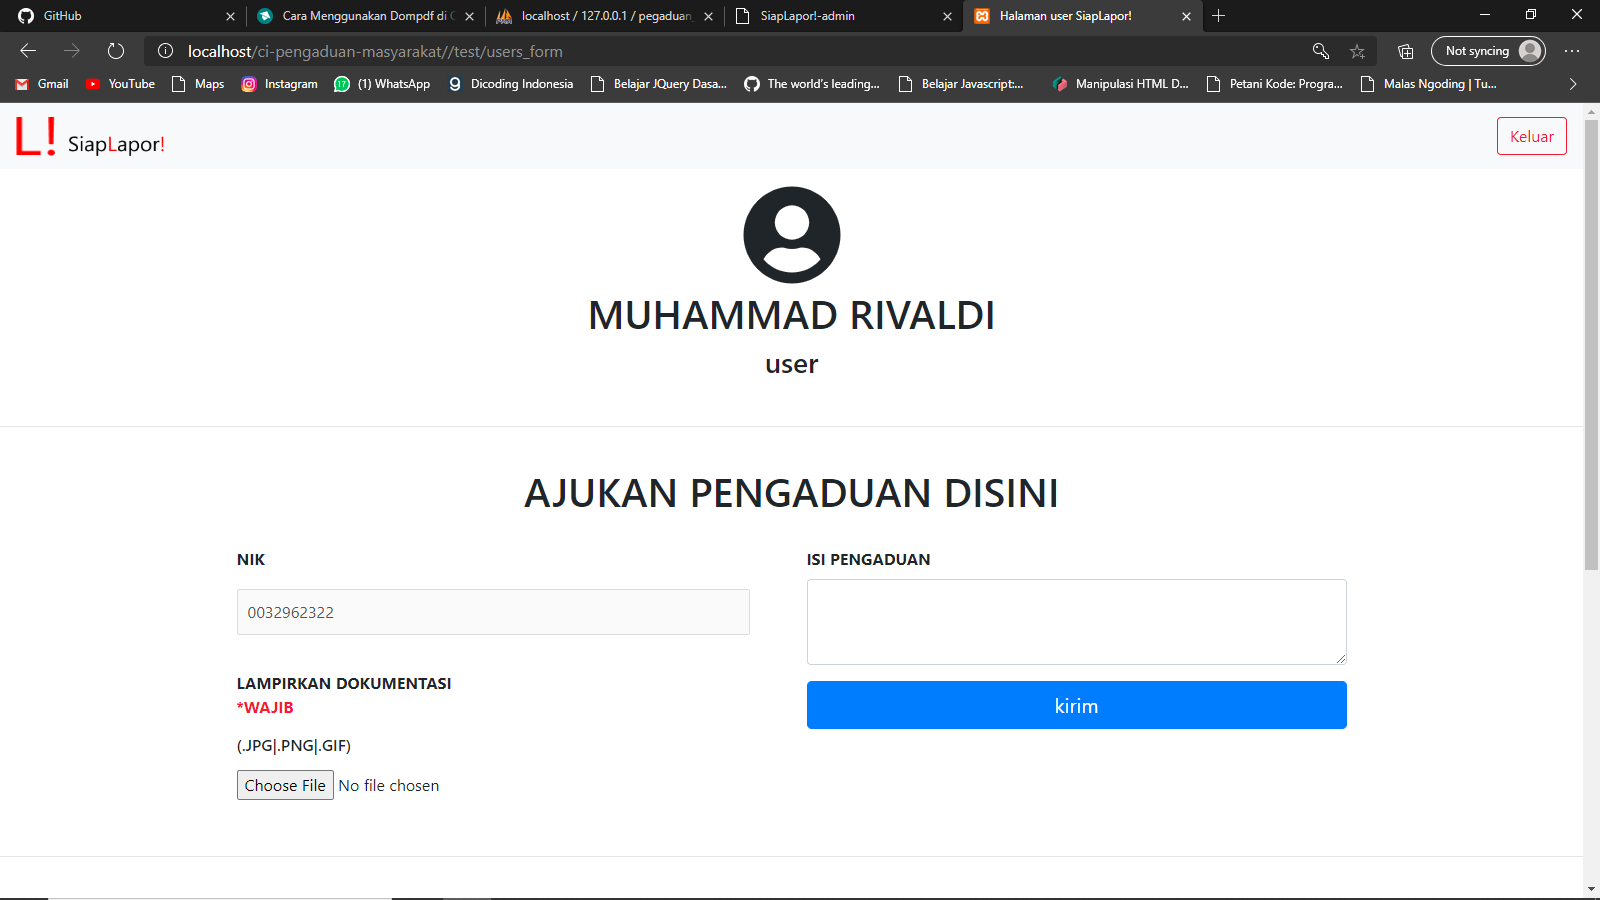 GitHub
Cara Menggunakan Dompdf di C
localhost / 127.0.0.1 / pegaduan_
SiapLapor!-admin
Halaman user SiapLapor!
localhost/ci-pengaduan-masyarakat//test/users_form
Not syncing
Gmail
YouTube
Maps
Instagram
(1) WhatsApp
Dicoding Indonesia
Belajar JQuery Dasa...
The world's leading...
Belajar Javascript:...
Manipulasi HTML D...
Petani Kode: Progra...
Malas Ngoding | Tu...
L! SiapLapor!
Keluar
MUHAMMAD RIVALDI
user
AJUKAN PENGADUAN DISINI
NIK
0032962322
LAMPIRKAN DOKUMENTASI
*WAJIB
(.JPG|.PNG|.GIF)
Choose File No file chosen
ISI PENGADUAN
kirim